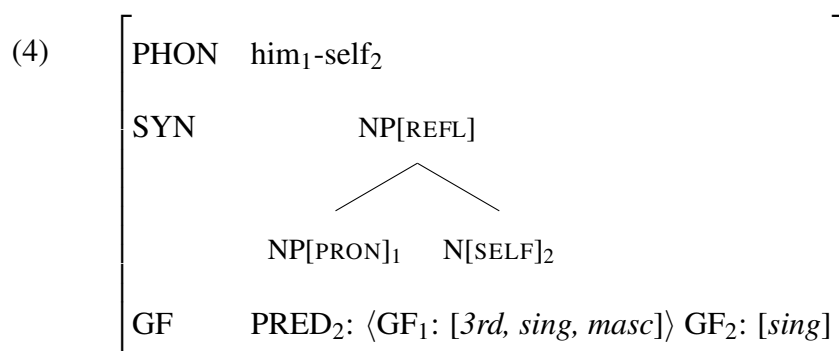 (4) PHON him₁-self₂
SYN NP[REFL]
NP[PRON]₁ N[SELF]₂
GF PRED₂: ⟨GF₁: [3rd, sing, masc]⟩ GF₂: [sing]